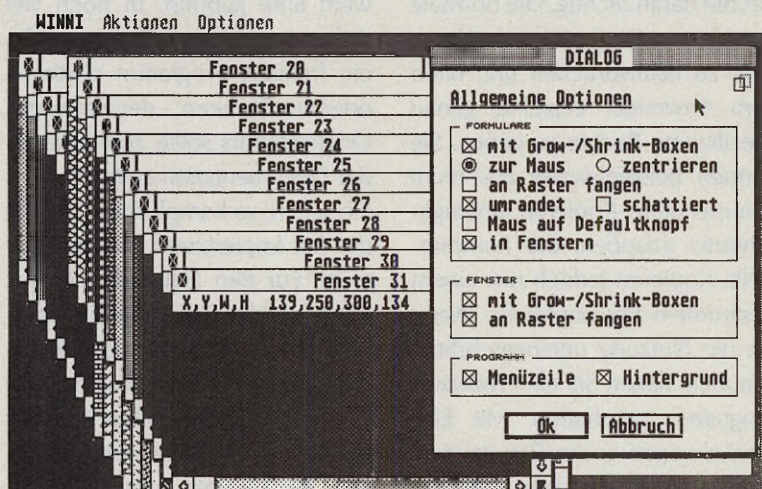 WINNI Aktionen Optionen
Fenster 20
Fenster 21
Fenster 22
Fenster 23
Fenster 24
Fenster 25
Fenster 26
Fenster 27
Fenster 28
Fenster 29
Fenster 30
Fenster 31
X,Y,W,H 139,250,300,134
DIALOG
Allgemeine Optionen
FORMULARE
mit Grow-/Shrink-Boxen
zur Maus zentrieren
an Raster fangen
umrandet schattiert
Maus auf Defaltknopf
in Fenstern
FENSTER
mit Grow-/Shrink-Boxen
an Raster fangen
PROGRAMM
Menüzeile Hintergrund
Ok Abbruch